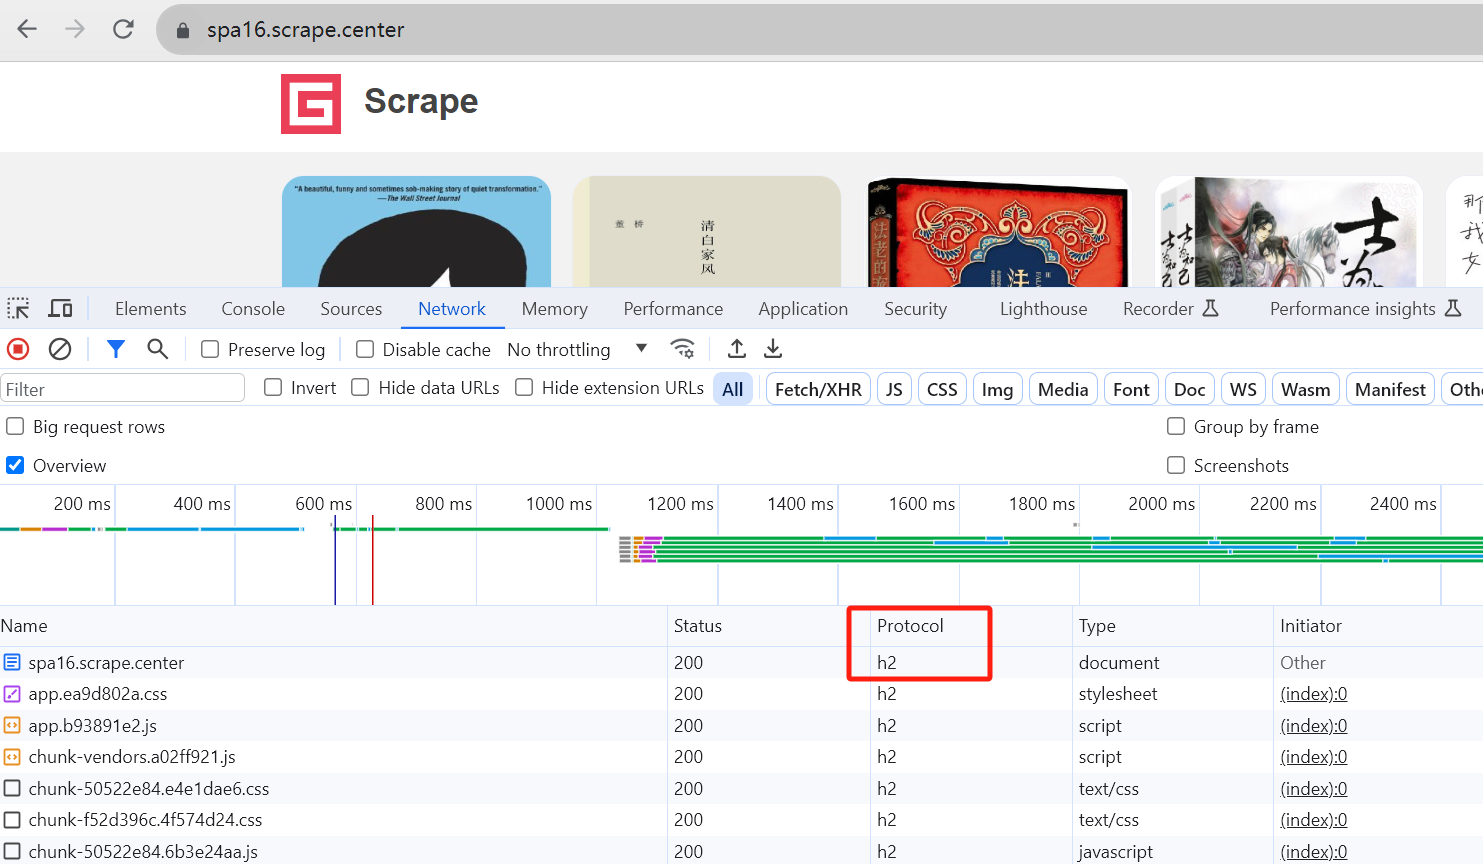 spa16.scrape.center
Scrape
"A beautiful, funny and sometimes sob-making story of quiet transformation."
—The Wall Street Journal
董 桥
清白家风
士为
Elements Console Sources Network Memory Performance Application Security Lighthouse Recorder Performance insights
Preserve log Disable cache No throttling
Filter Invert Hide data URLs Hide extension URLs All Fetch/XHR JS CSS Img Media Font Doc WS Wasm Manifest Oth
Big request rows Group by frame
Overview Screenshots
200 ms 400 ms 600 ms 800 ms 1000 ms 1200 ms 1400 ms 1600 ms 1800 ms 2000 ms 2200 ms 2400 ms
Name Status Protocol Type Initiator
spa16.scrape.center 200 h2 document Other
app.ea9d802a.css 200 h2 stylesheet (index):0
app.b93891e2.js 200 h2 script (index):0
chunk-vendors.a02ff921.js 200 h2 script (index):0
chunk-50522e84.e4e1dae6.css 200 h2 text/css (index):0
chunk-f52d396c.4f574d24.css 200 h2 text/css (index):0
chunk-50522e84.6b3e24aa.js 200 h2 javascript (index):0